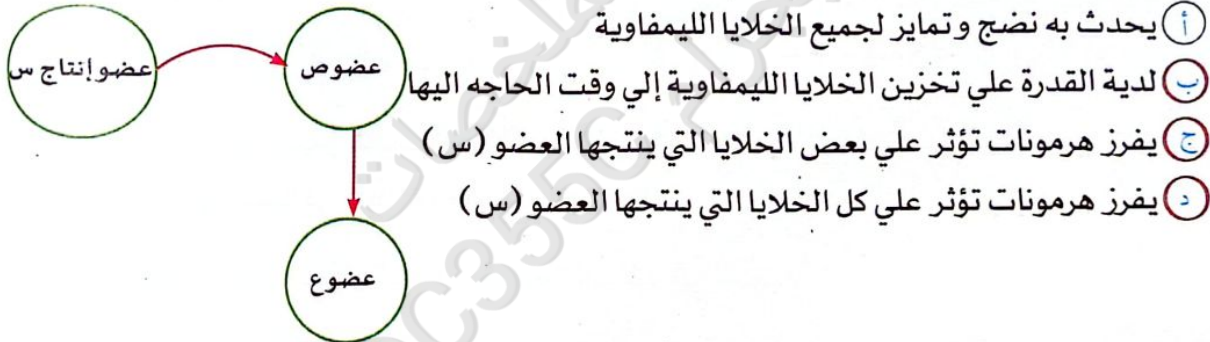 أ يحدث به نضج وتمايز لجميع الخلايا الليمفاوية
ب لدية القدرة علي تخزين الخلايا الليمفاوية إلي وقت الحاجه اليها
ج يفرز هرمونات تؤثر علي بعض الخلايا التي ينتجها العضو (س)
د يفرز هرمونات تؤثر علي كل الخلايا التي ينتجها العضو (س)
عضو إنتاج س
عضو ص
عضو ع
C355C